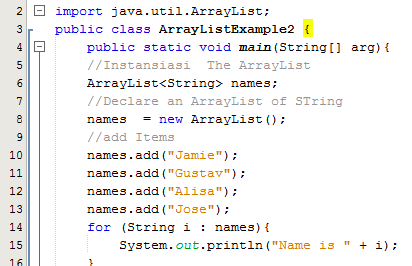 2 import java.util.ArrayList;
3 public class ArrayListExample2 {
4 public static void main(String[] arg){
5 //Instansiasi  The ArrayList
6 ArrayList<String> names;
7 //Declare an ArrayList of STring
8 names  = new ArrayList();
9 //add Items
10 names.add("Jamie");
11 names.add("Gustav");
12 names.add("Alisa");
13 names.add("Jose");
14 for (String i : names){
15 System.out.println("Name is " + i);
16 }